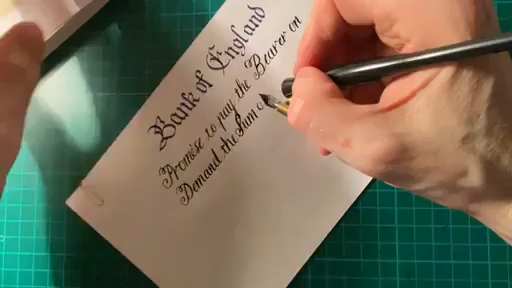 Bank of England
Promise to pay the Bearer on
Demand the Sum o